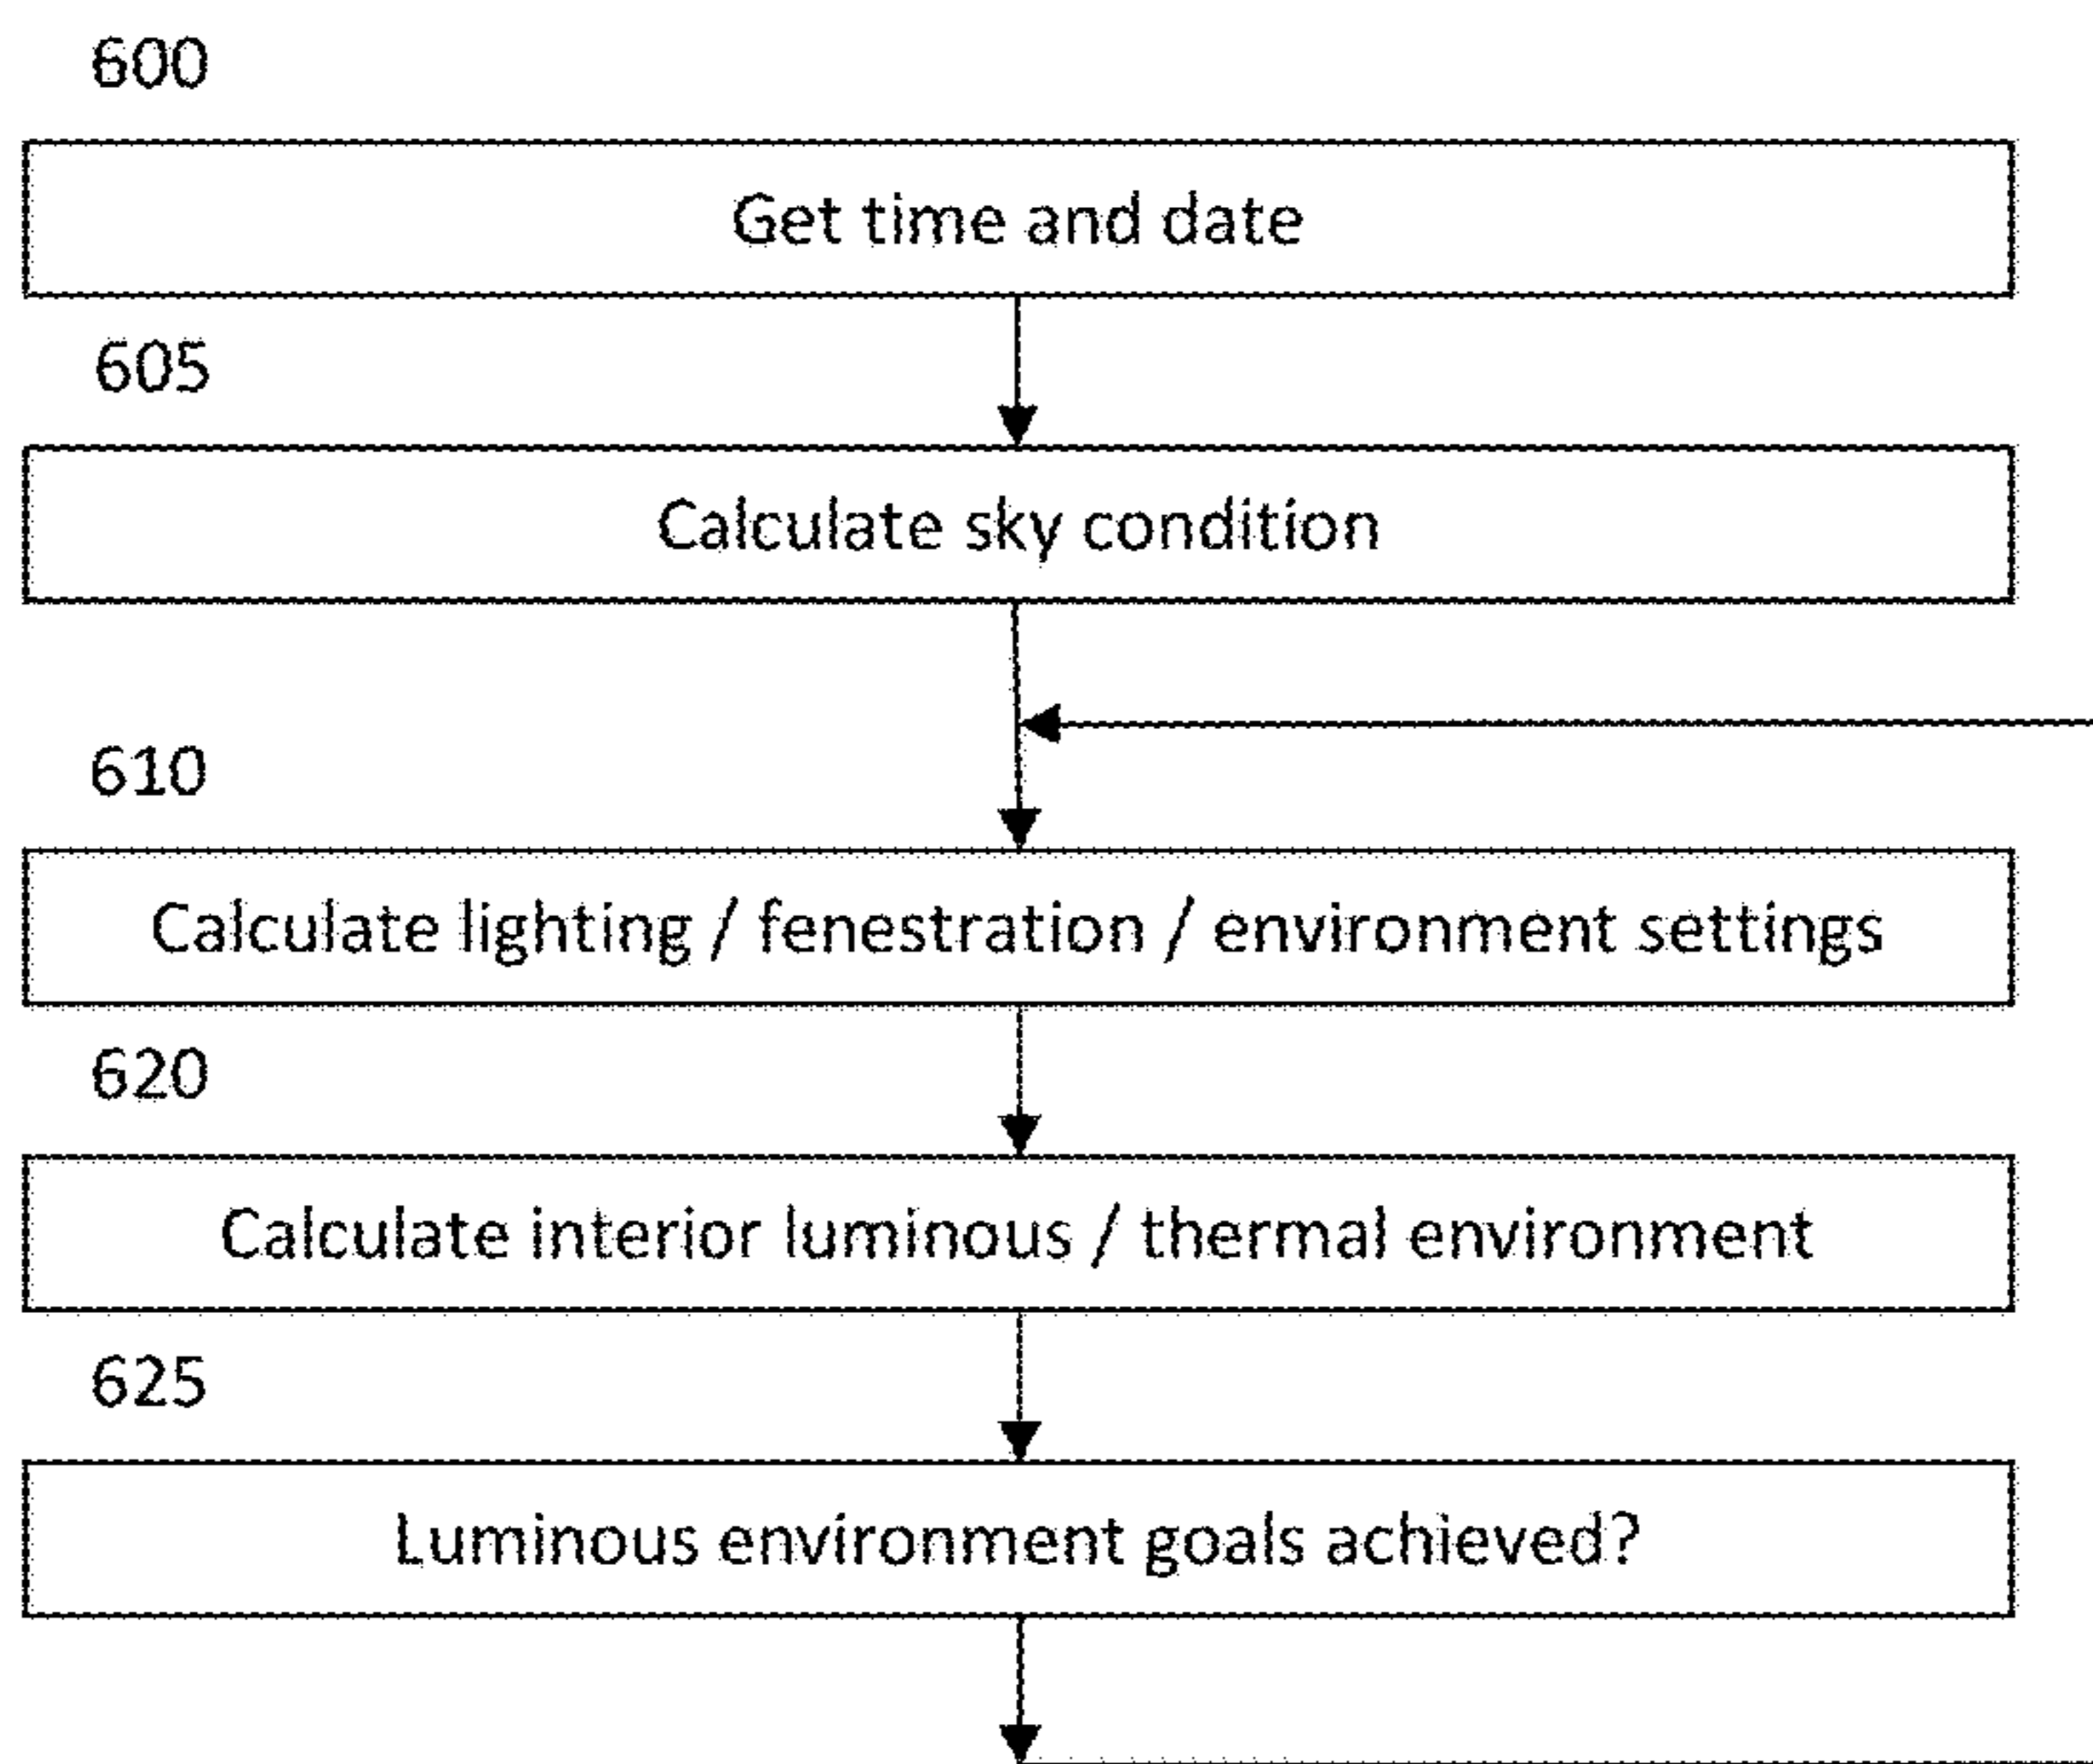 600
Get time and date
605
Calculate sky condition
610
Calculate lighting / fenestration / environment settings
620
Calculate interior luminous / thermal environment
625
Luminous environment goals achieved?